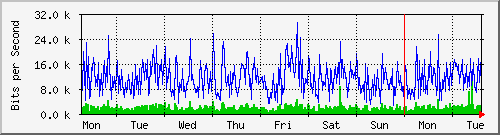 32.0 k
24.0 k
16.0 k
8.0 k
0.0 k
Bits per Second
Mon Tue Wed Thu Fri Sat Sun Mon Tue